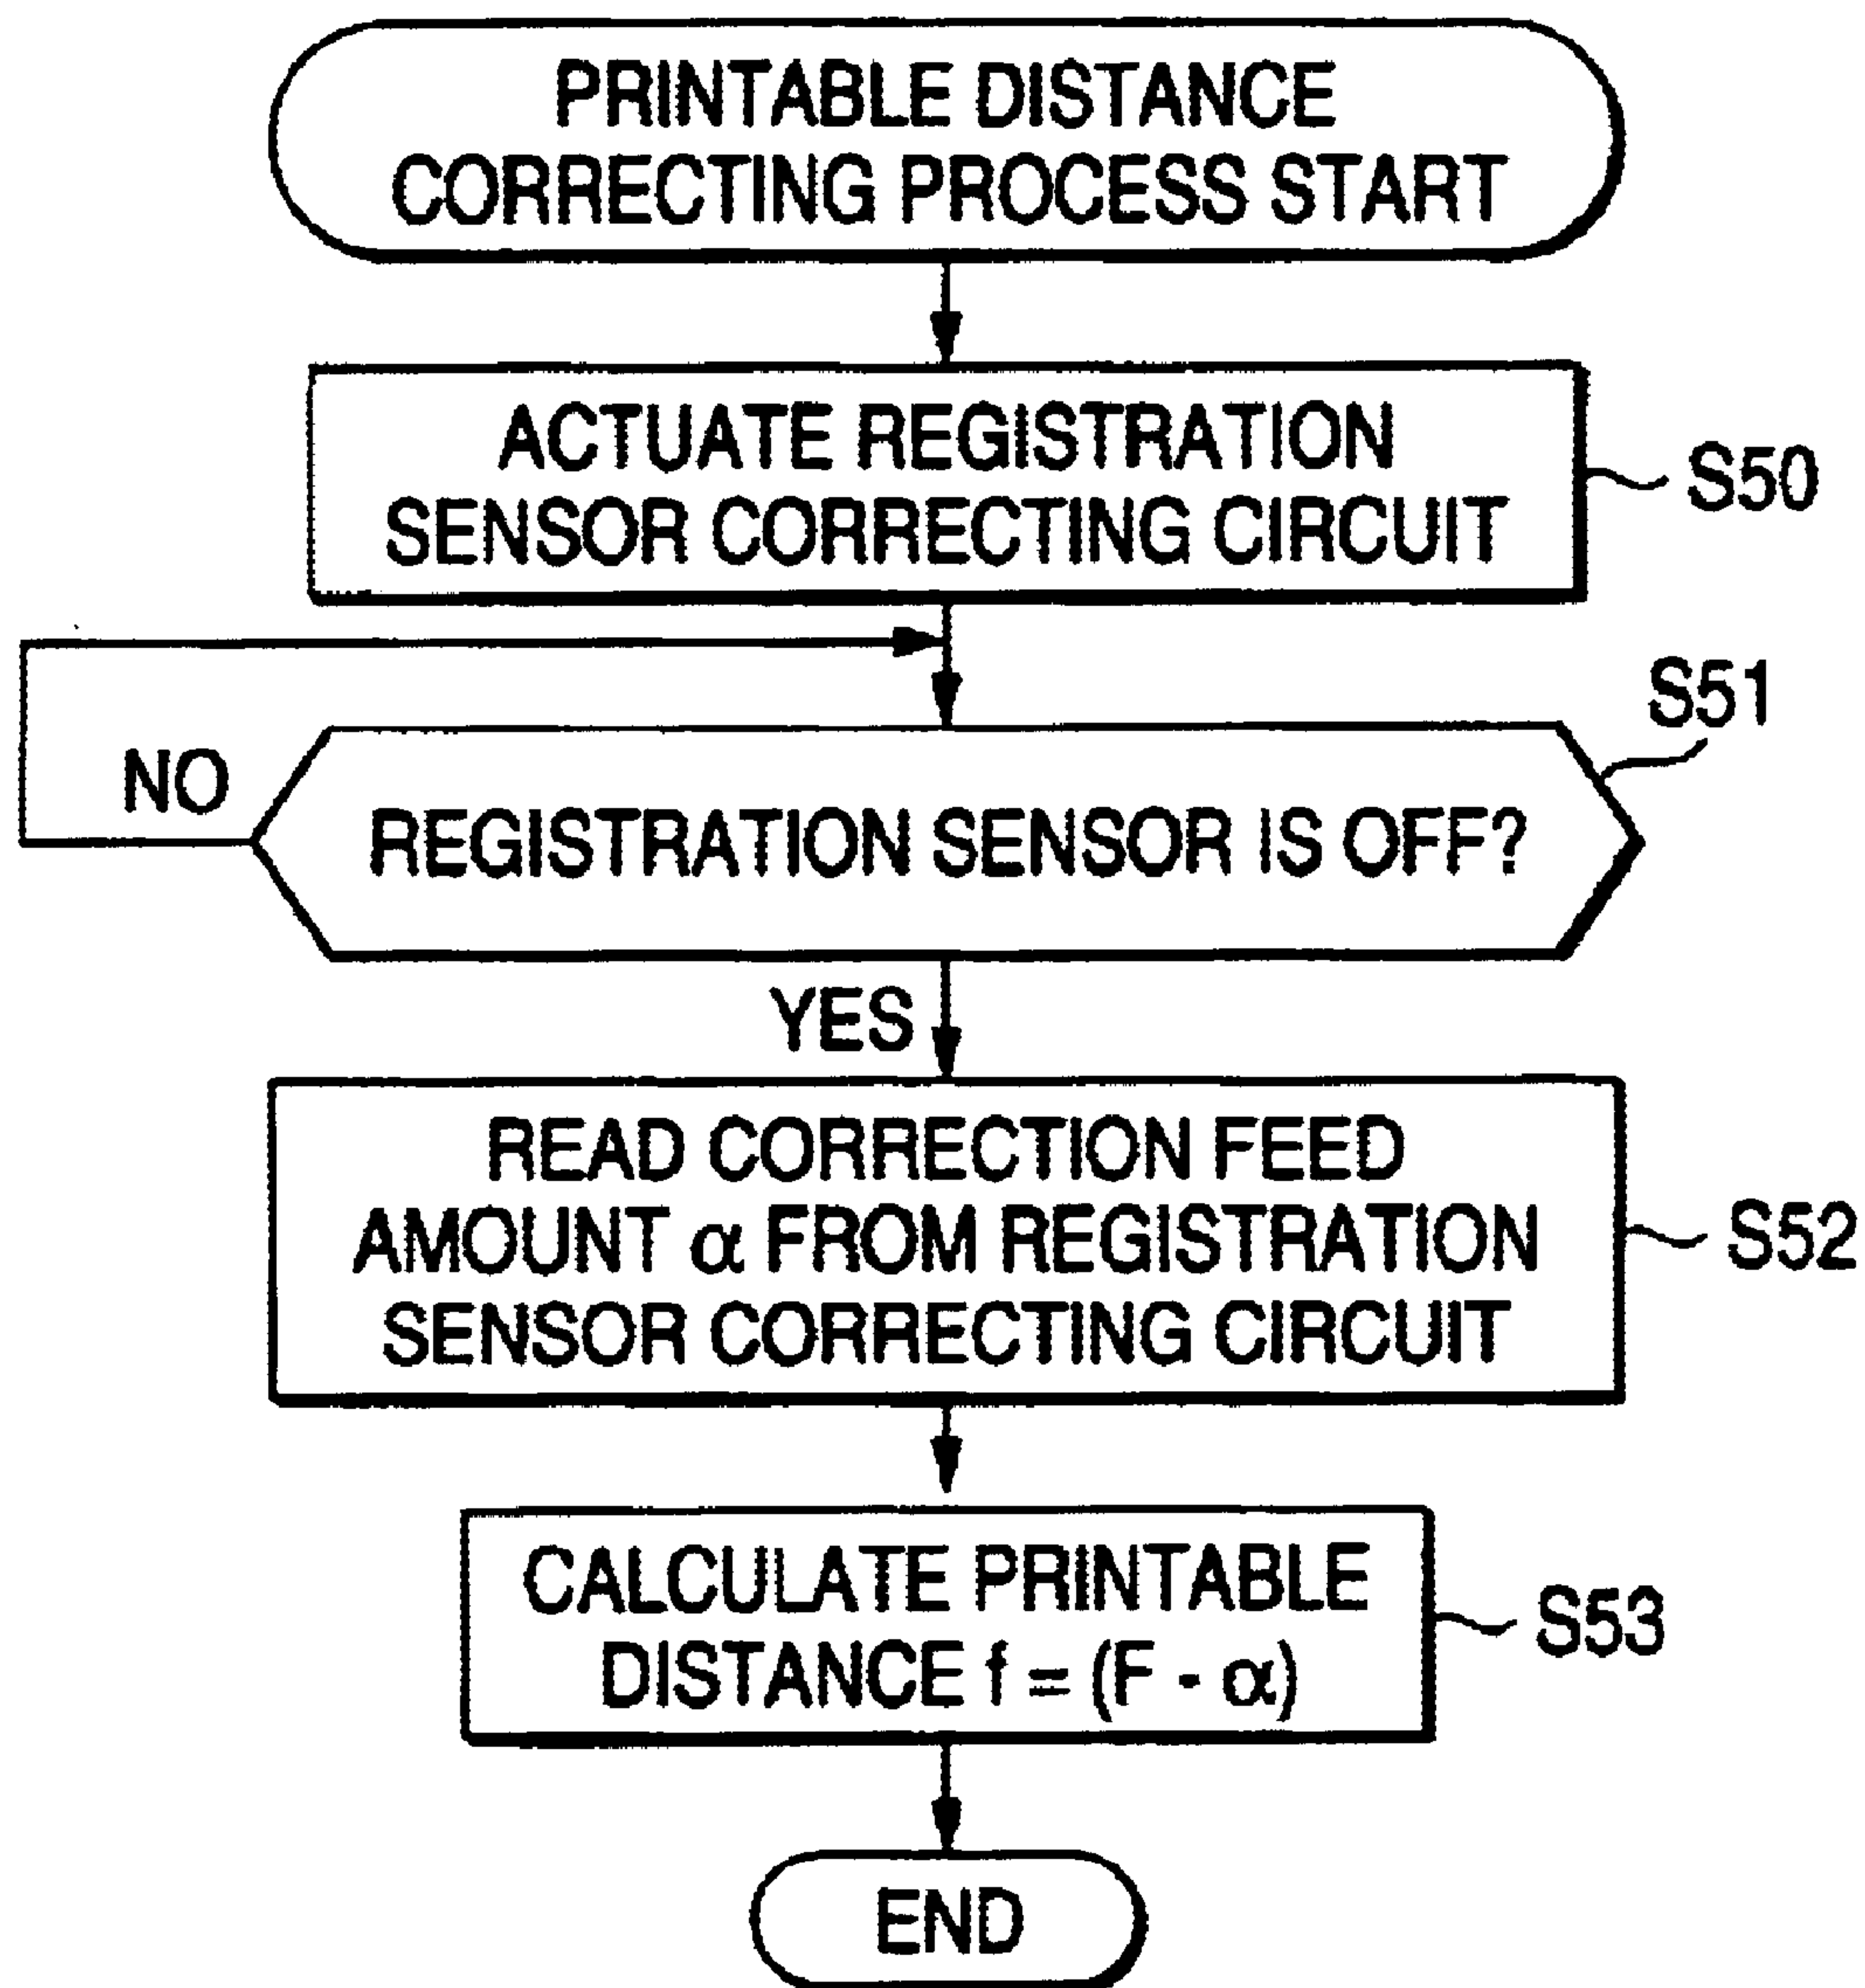 PRINTABLE DISTANCE
CORRECTING PROCESS START
ACTUATE REGISTRATION
SENSOR CORRECTING CIRCUIT
S50
S51
NO
REGISTRATION SENSOR IS OFF?
YES
READ CORRECTION FEED
AMOUNT α FROM REGISTRATION
SENSOR CORRECTING CIRCUIT
S52
CALCULATE PRINTABLE
DISTANCE f = (F - α)
S53
END